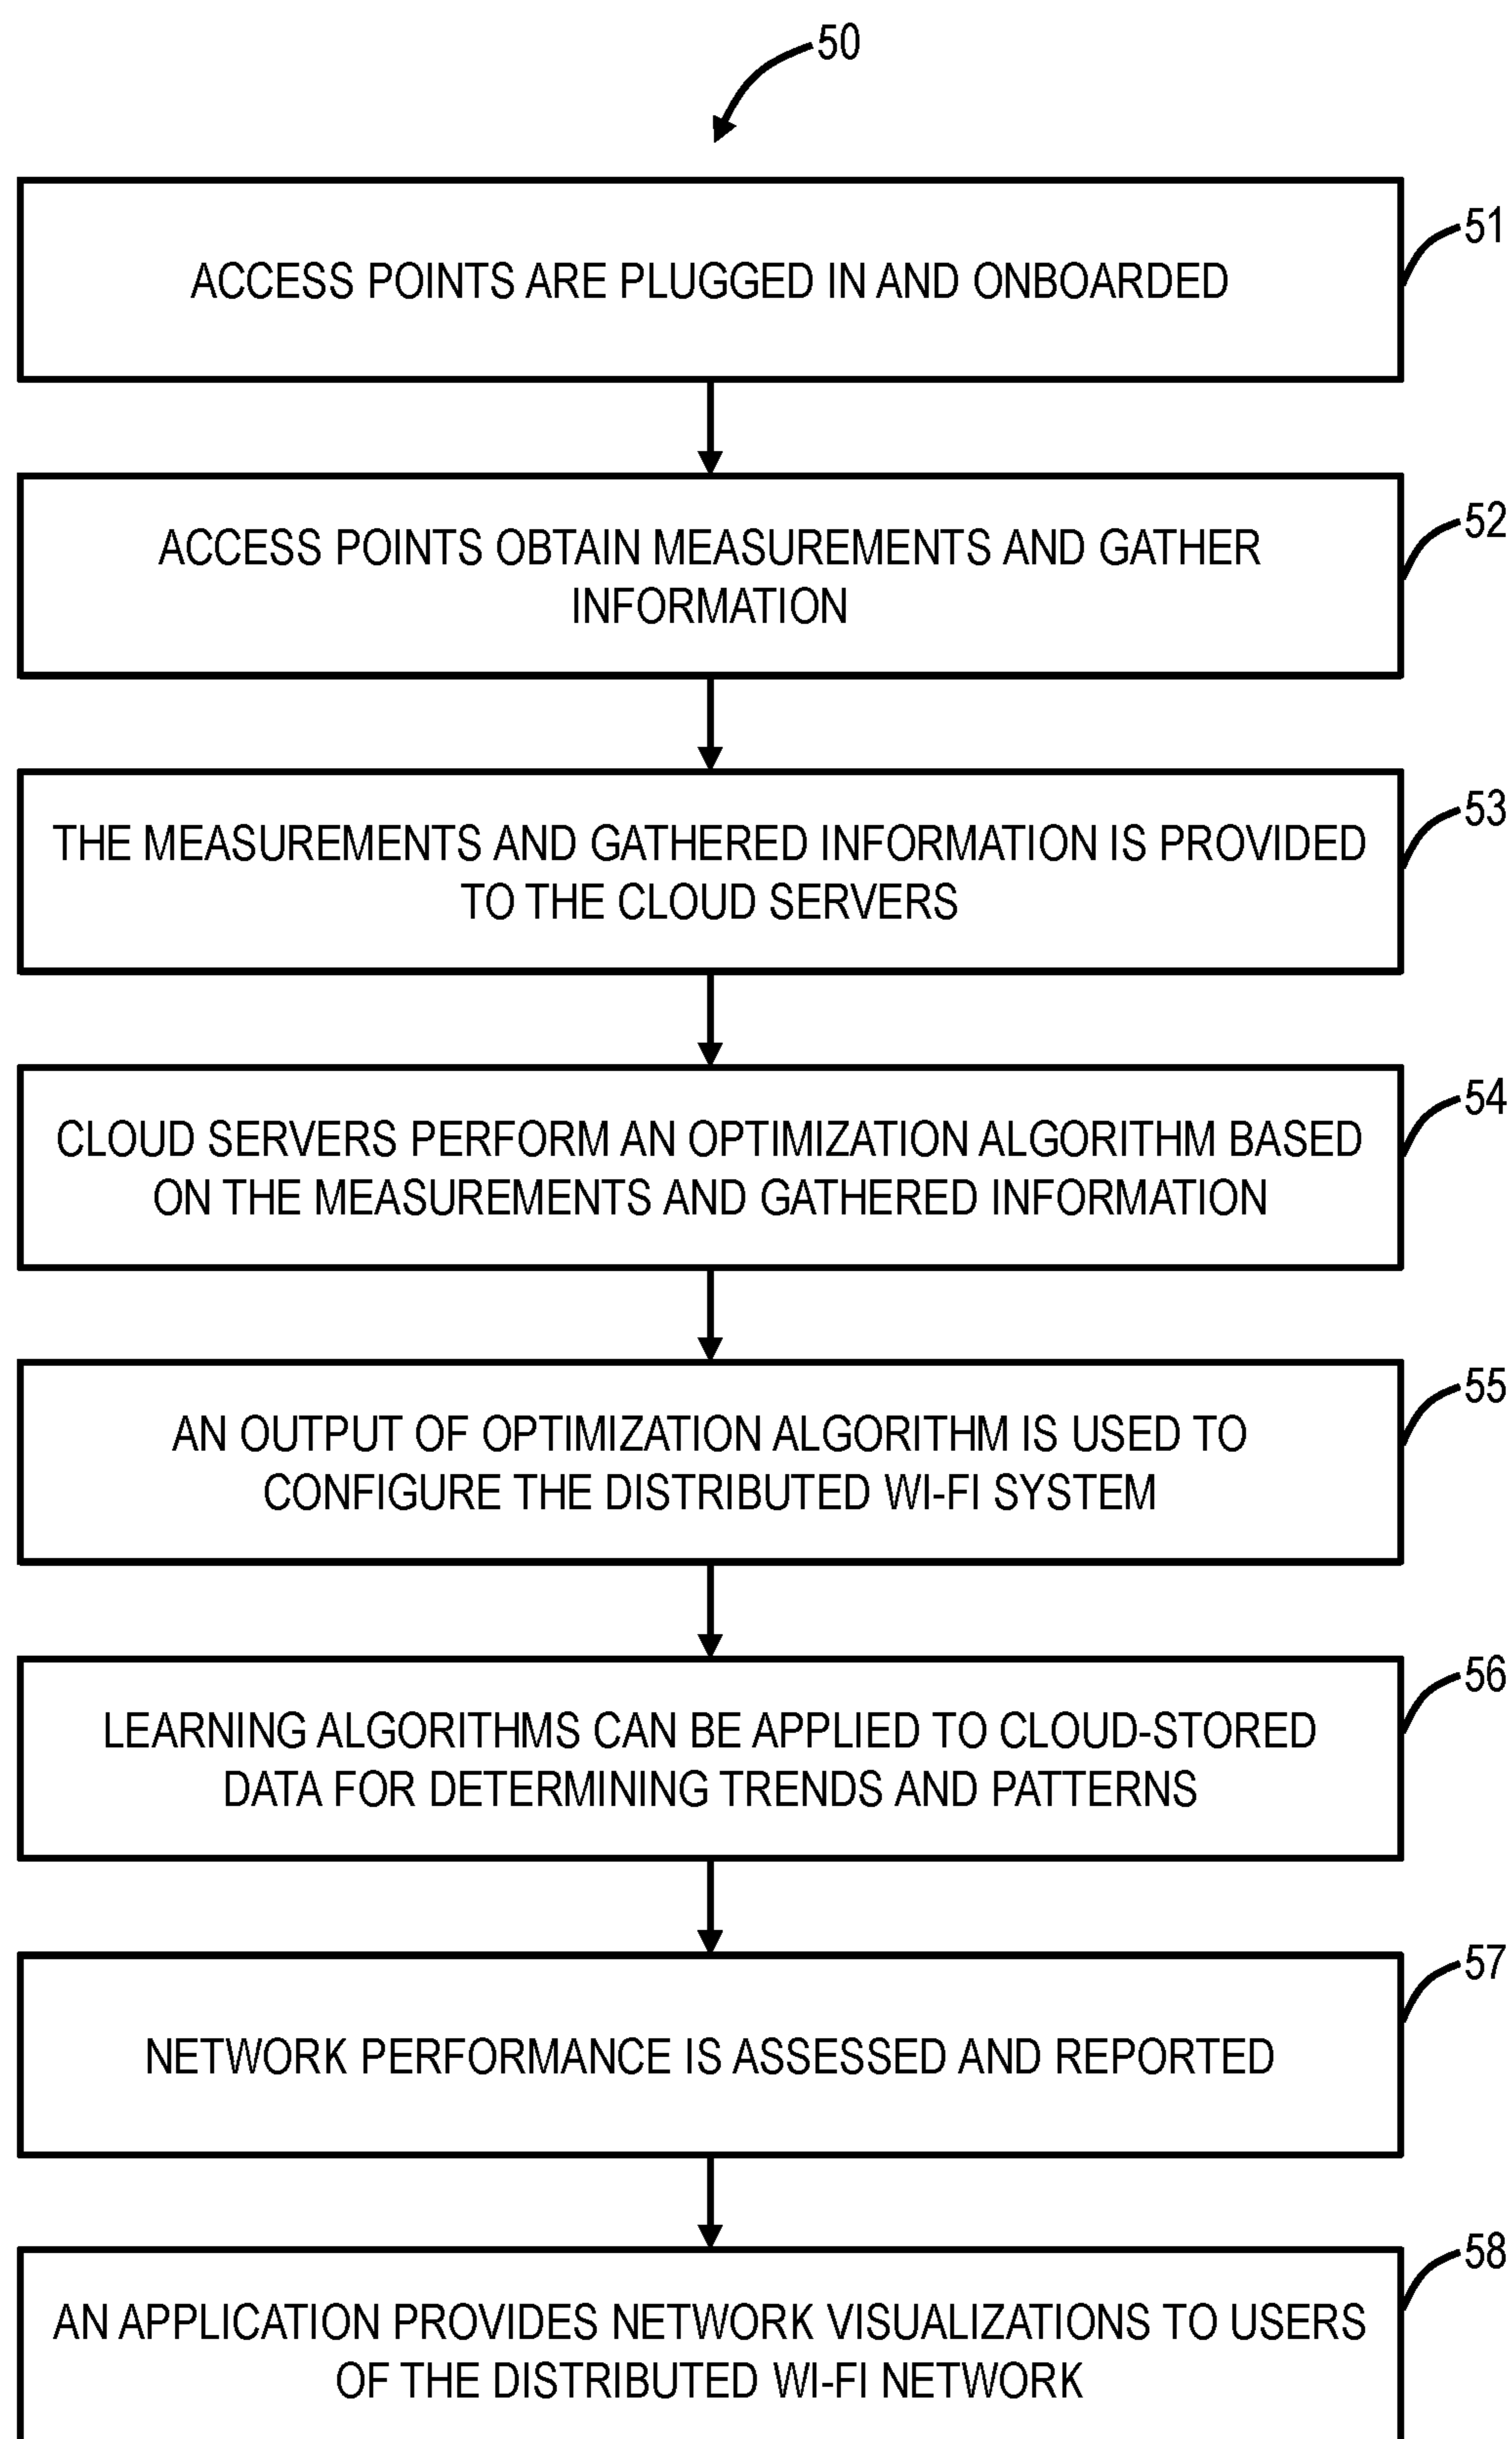 50
51
ACCESS POINTS ARE PLUGGED IN AND ONBOARDED
52
ACCESS POINTS OBTAIN MEASUREMENTS AND GATHER
INFORMATION
53
THE MEASUREMENTS AND GATHERED INFORMATION IS PROVIDED
TO THE CLOUD SERVERS
54
CLOUD SERVERS PERFORM AN OPTIMIZATION ALGORITHM BASED
ON THE MEASUREMENTS AND GATHERED INFORMATION
55
AN OUTPUT OF OPTIMIZATION ALGORITHM IS USED TO
CONFIGURE THE DISTRIBUTED WI-FI SYSTEM
56
LEARNING ALGORITHMS CAN BE APPLIED TO CLOUD-STORED
DATA FOR DETERMINING TRENDS AND PATTERNS
57
NETWORK PERFORMANCE IS ASSESSED AND REPORTED
58
AN APPLICATION PROVIDES NETWORK VISUALIZATIONS TO USERS
OF THE DISTRIBUTED WI-FI NETWORK